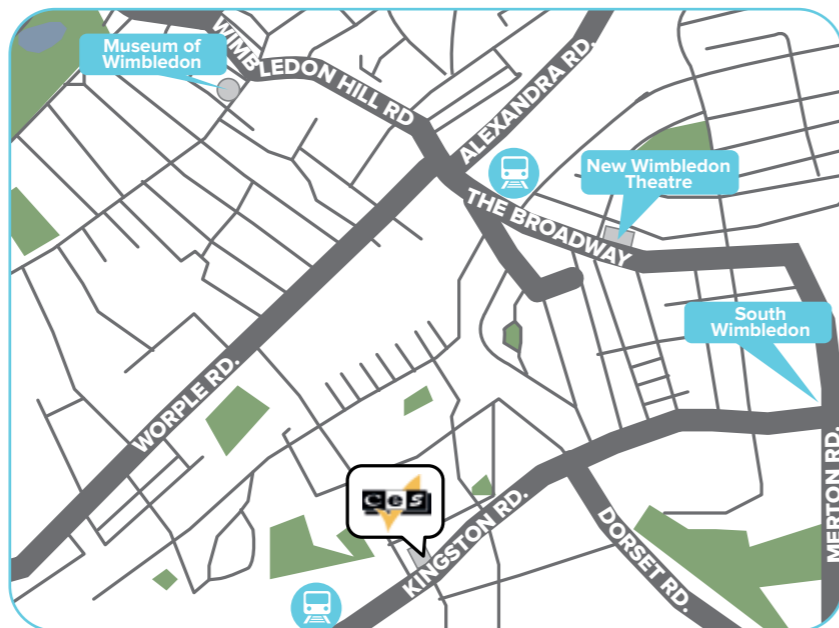 Museum of
Wimbledon
WIMBLEDON HILL RD
ALEXANDRA RD.
New Wimbledon
Theatre
THE BROADWAY
South
Wimbledon
WORPLE RD.
ces
KINGSTON RD.
DORSET RD.
MERTON RD.